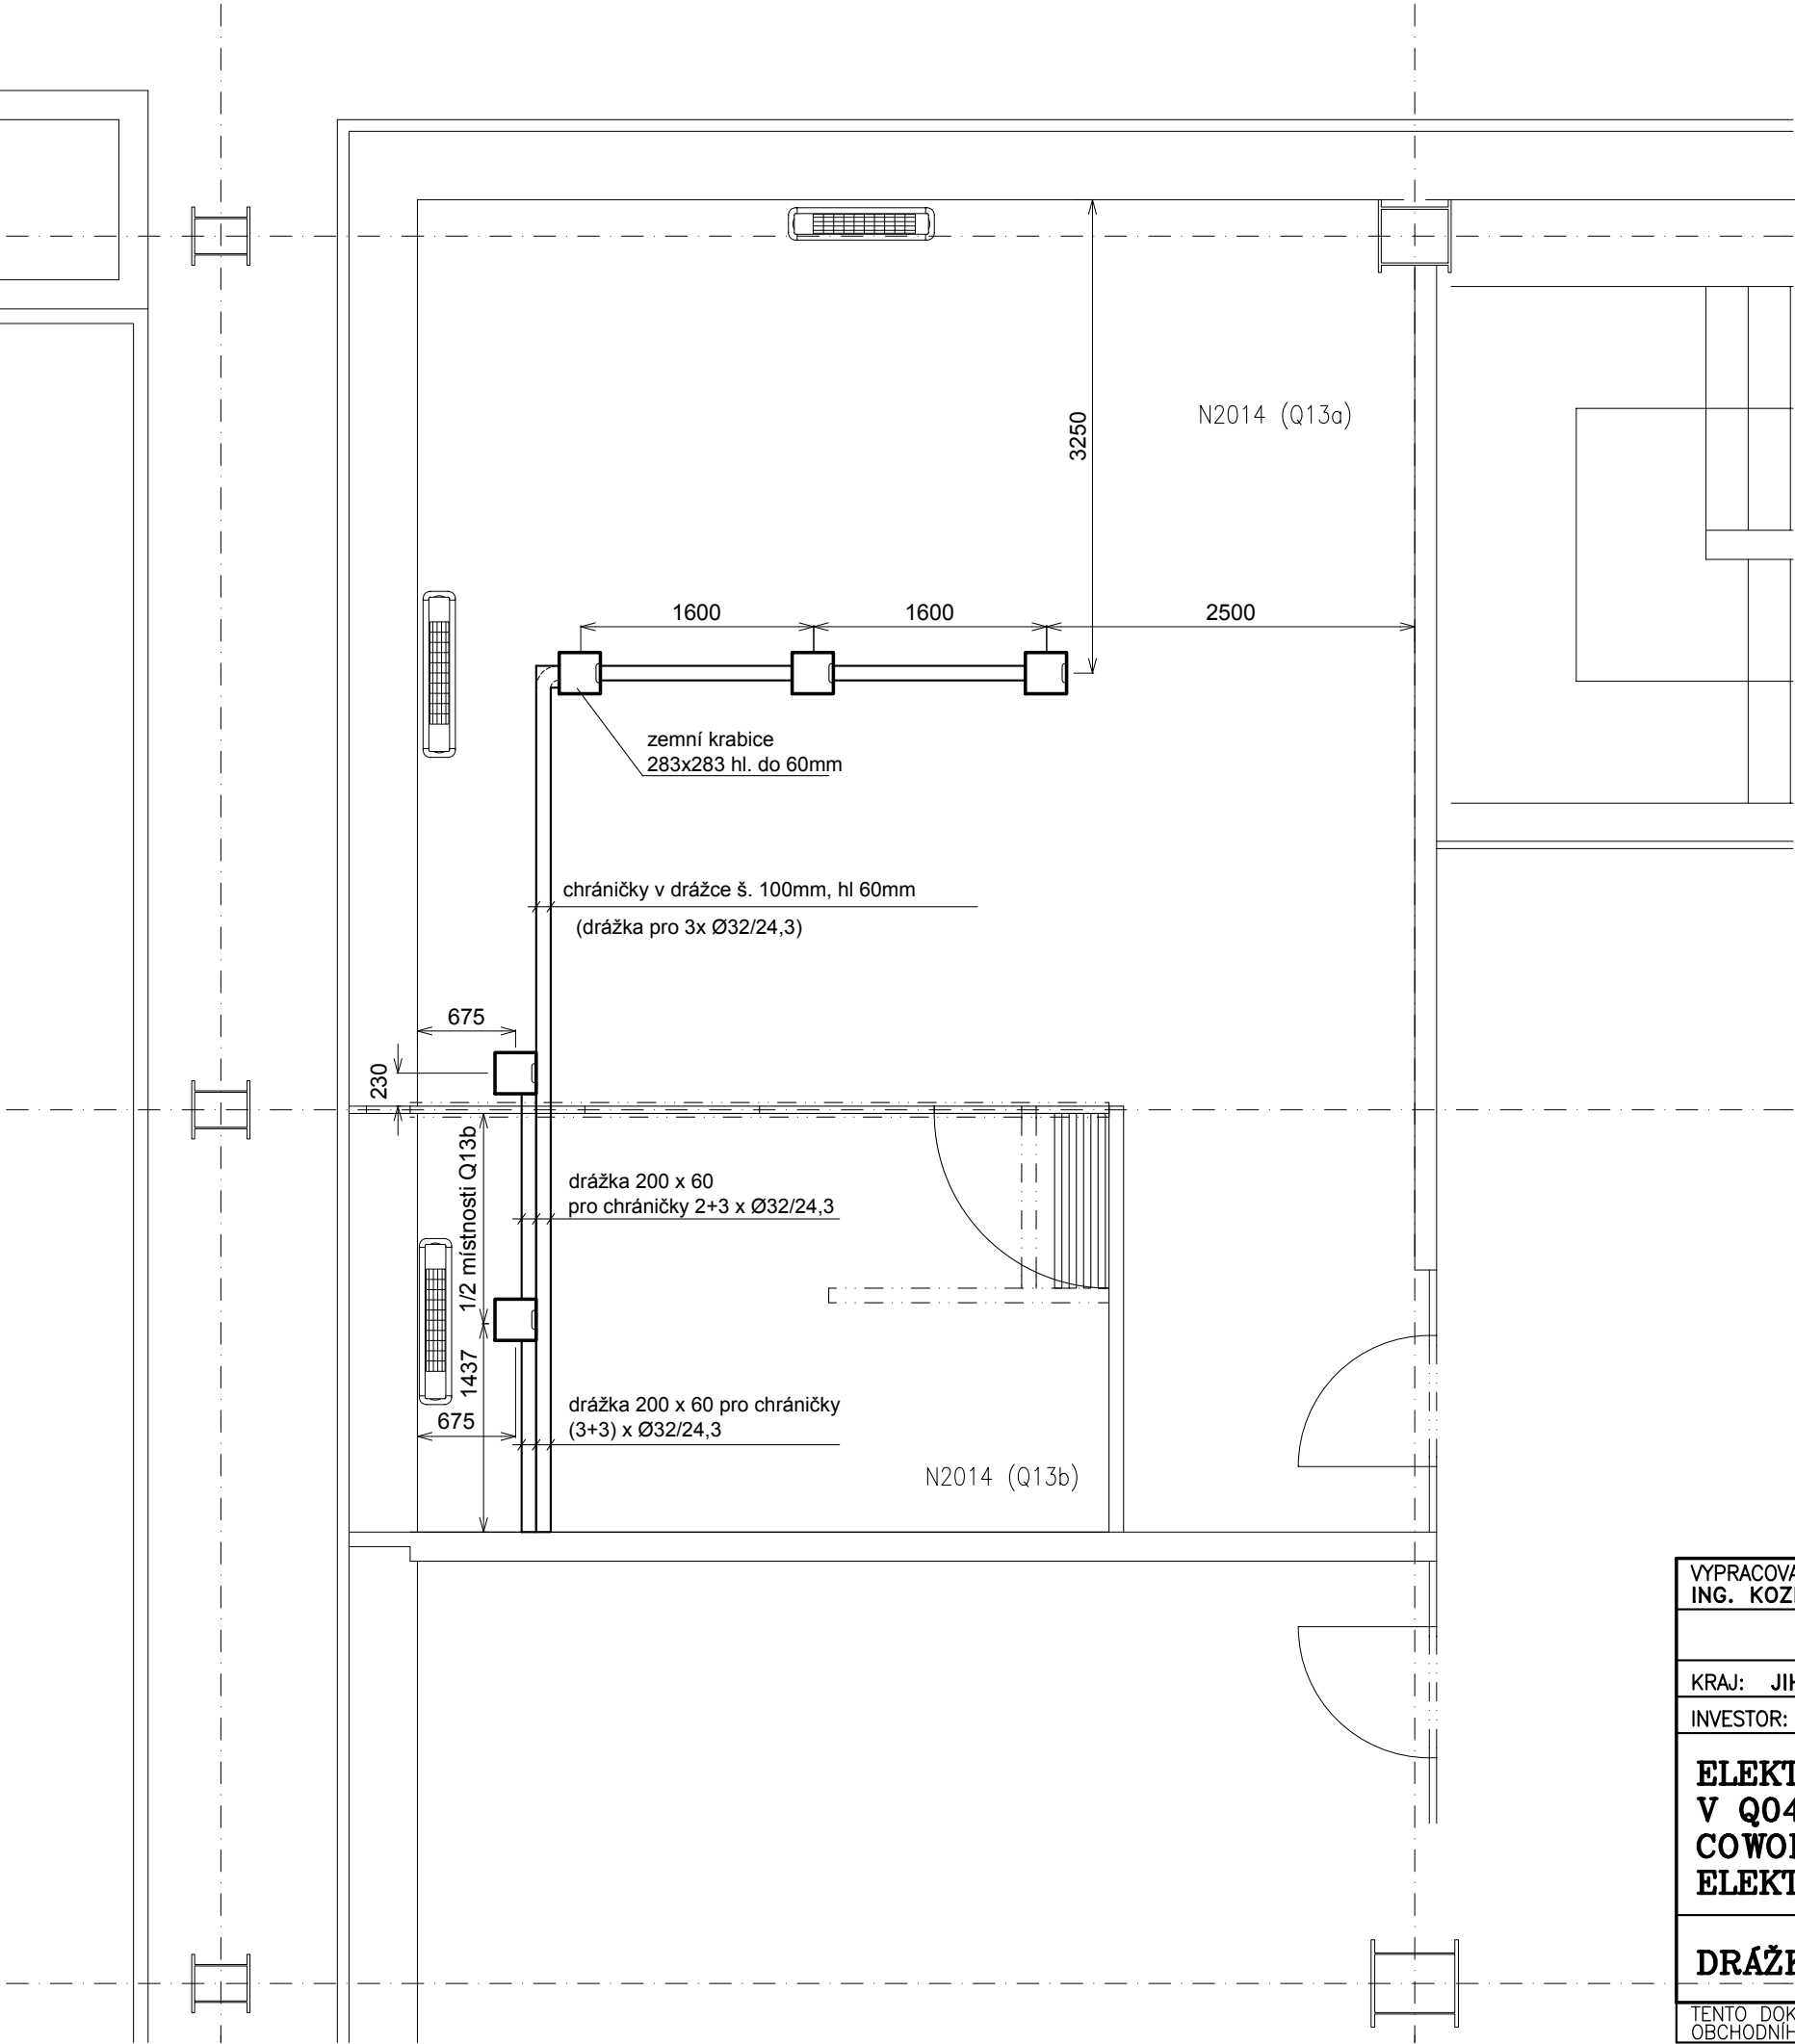 N2014 (Q13a)
3250
1600
1600
2500
zemní krabice
283x283 hl. do 60mm
chráničky v drážce š. 100mm, hl 60mm
(drážka pro 3x Ø32/24,3)
675
230
1/2 místnosti Q13b
drážka 200 x 60
pro chráničky 2+3 x Ø32/24,3
1437
675
drážka 200 x 60 pro chráničky
(3+3) x Ø32/24,3
N2014 (Q13b)
ING.
KRAJ:
INVESTOR:
V
TENTO